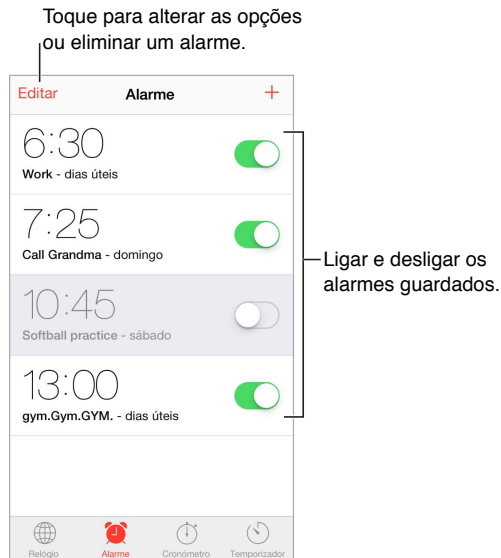 Toque para alterar as opções
ou eliminar um alarme.
Editar Alarme +
6:30
Work - dias úteis
7:25
Call Grandma - domingo
Ligar e desligar os
alarmes guardados.
10:45
Softball practice - sábado
13:00
gym.Gym.GYM. - dias úteis
Relógio Alarme Cronómetro Temporizador